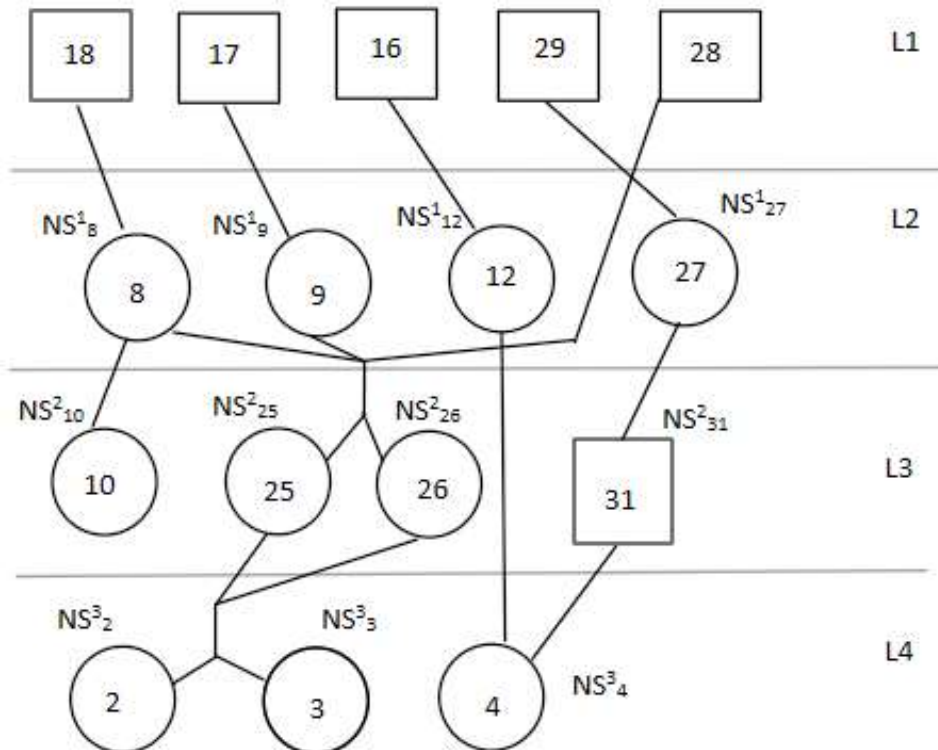 18 17 16 29 28 L1
NS¹₈ NS¹₉ NS¹₁₂ NS¹₂₇ L2
8 9 12 27
NS²₁₀ NS²₂₅ NS²₂₆ NS²₃₁
10 25 26 31 L3
NS³₂ NS³₃
2 3 4 NS³₄ L4